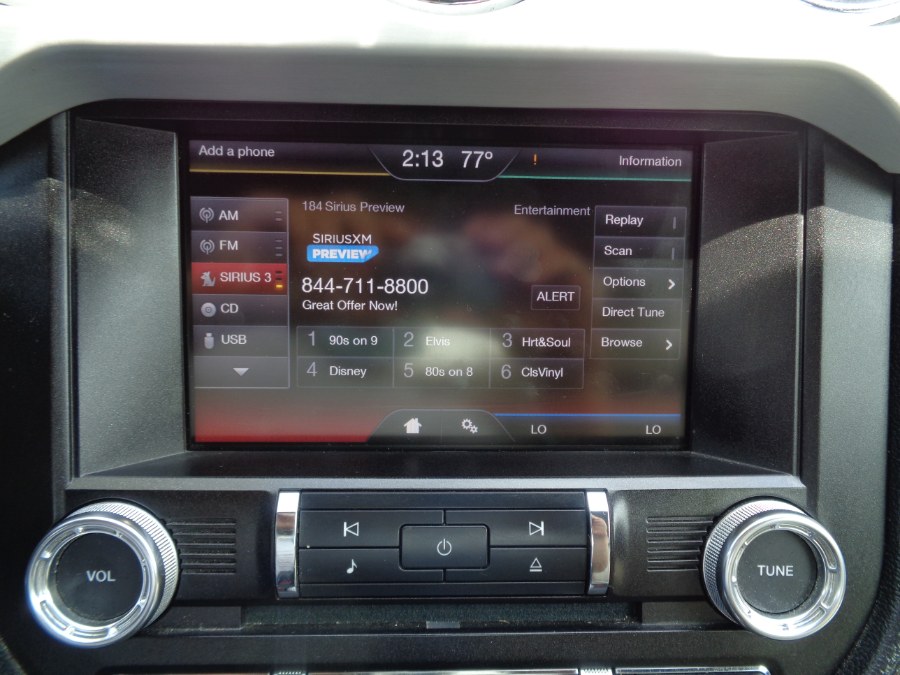 Add a phone
2:13 77°
!
Information
AM
FM
SIRIUS 3
CD
USB
184 Sirius Preview
Entertainment
SIRIUSXM
PREVIEW
844-711-8800
Great Offer Now!
ALERT
1 90s on 9
2 Elvis
3 Hrt&Soul
4 Disney
5 80s on 8
6 ClsVinyl
Replay
Scan
Options
Direct Tune
Browse
LO
LO
VOL
TUNE